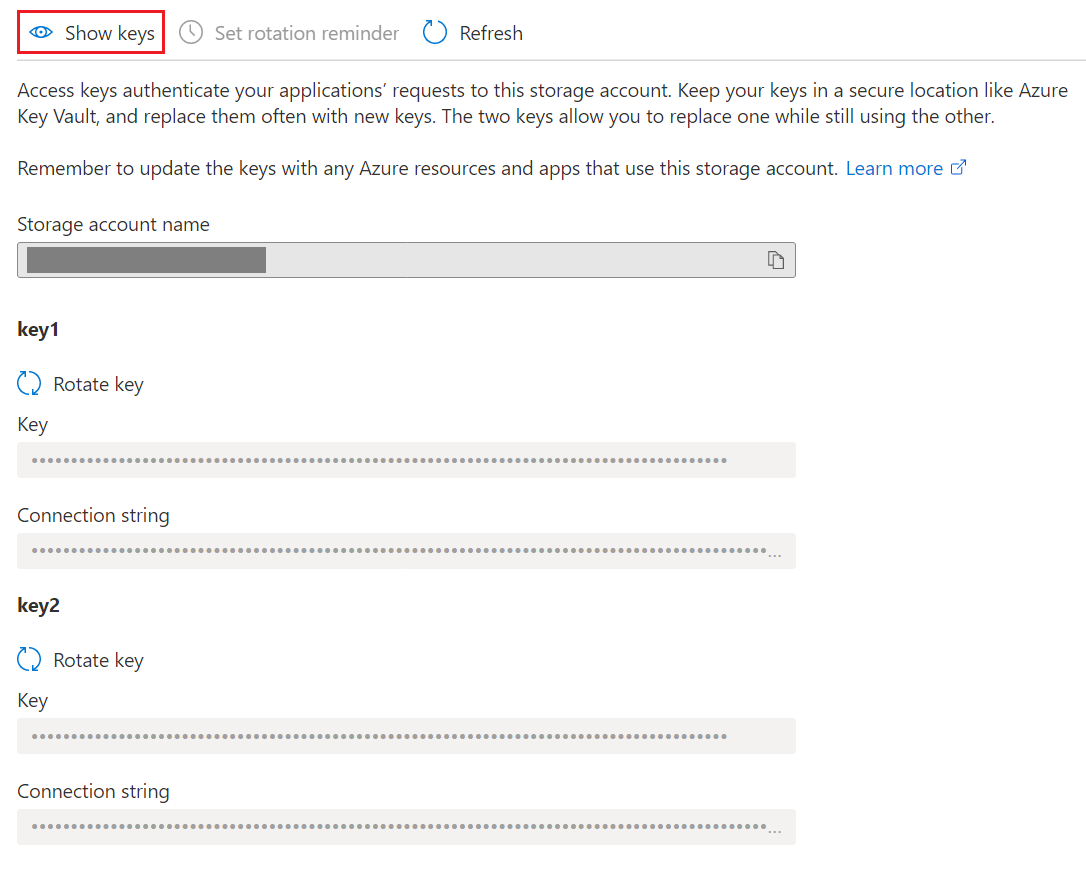 Show keys Set rotation reminder Refresh
Access keys authenticate your applications’ requests to this storage account. Keep your keys in a secure location like Azure
Key Vault, and replace them often with new keys. The two keys allow you to replace one while still using the other.
Remember to update the keys with any Azure resources and apps that use this storage account. Learn more
Storage account name
key1
Rotate key
Key
Connection string
key2
Rotate key
Key
Connection string